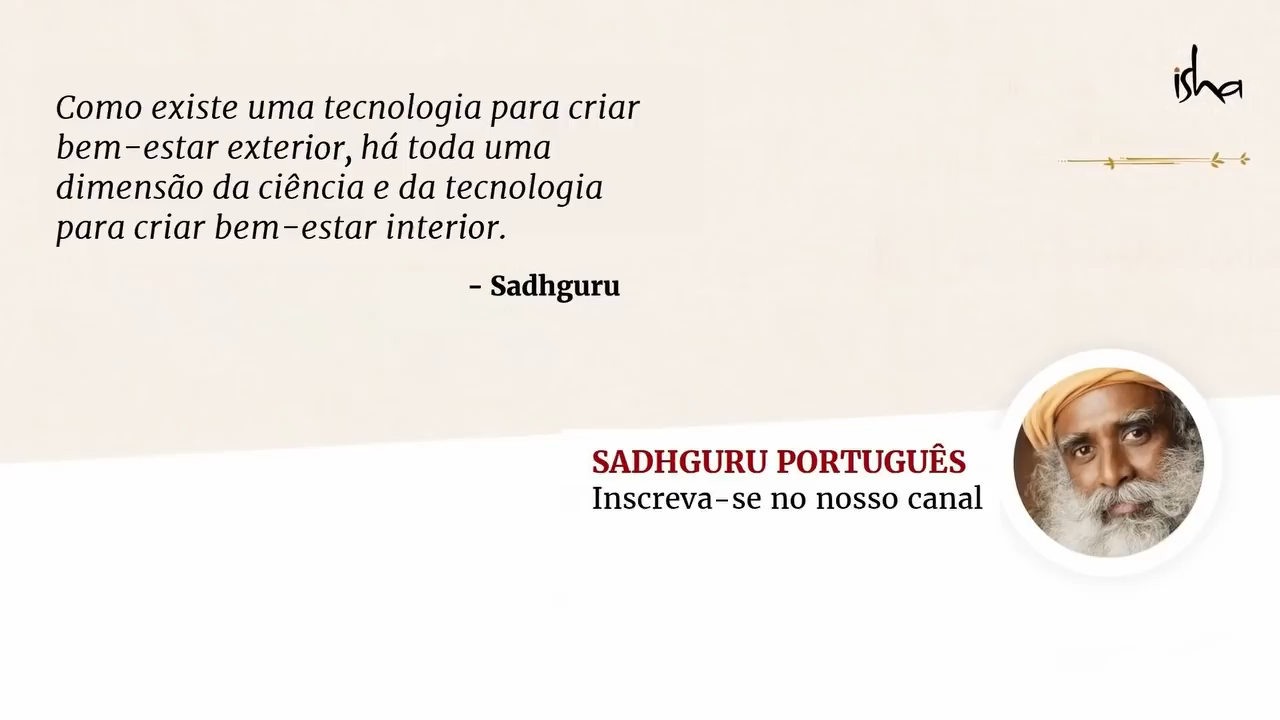 Como existe uma tecnologia para criar
bem-estar exterior, há toda uma
dimensão da ciência e da tecnologia
para criar bem-estar interior.
- Sadhguru
isha
SADHGURU PORTUGUÊS
Inscreva-se no nosso canal